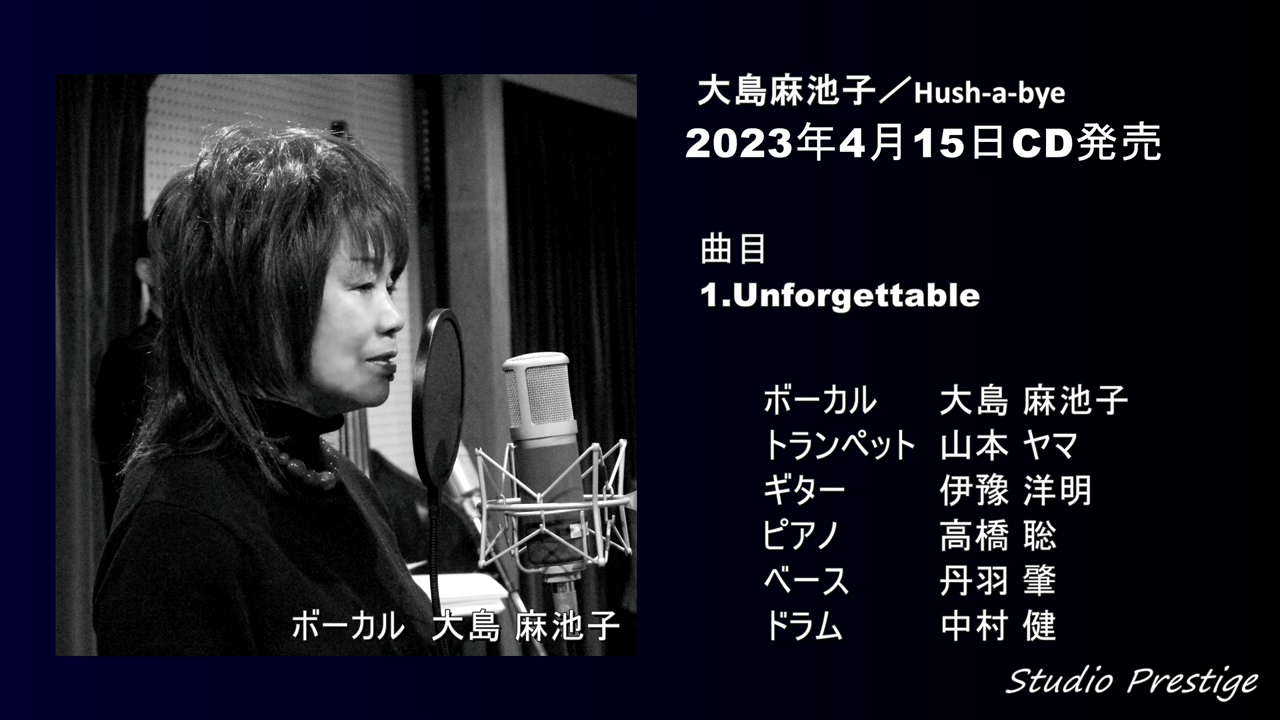 大島麻池子／Hush-a-bye
2023年4月15日CD発売
曲目
1.Unforgettable
ボーカル 大島 麻池子
トランペット 山本 ヤマ
ギター 伊豫 洋明
ピアノ 高橋 聡
ベース 丹羽 肇
ドラム 中村 健
ボーカル 大島 麻池子
Studio Prestige